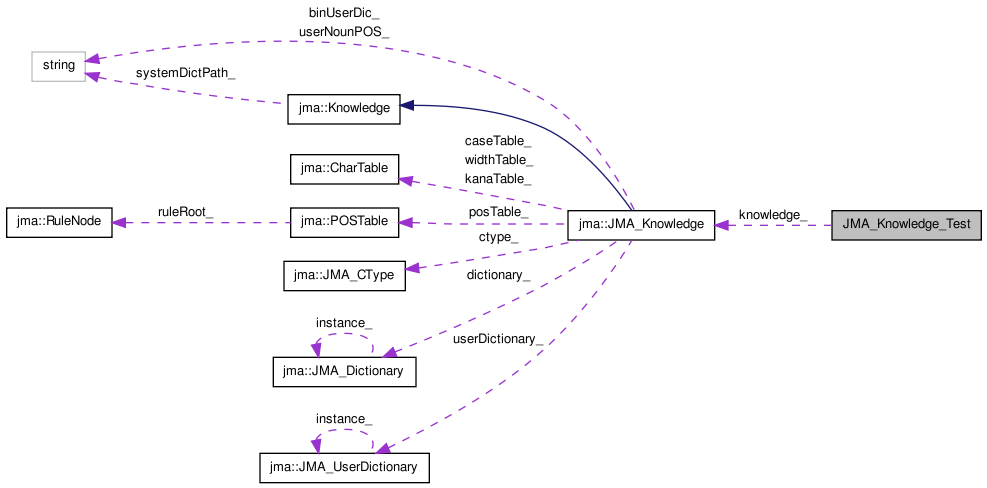 binUserDic_
userNounPOS_
string
systemDictPath_
jma::Knowledge
caseTable_
widthTable_
kanaTable_
jma::CharTable
jma::RuleNode
ruleRoot_
jma::POSTable
posTable_
jma::JMA_Knowledge
knowledge_
JMA_Knowledge_Test
ctype_
jma::JMA_CType
dictionary_
instance_
jma::JMA_Dictionary
userDictionary_
instance_
jma::JMA_UserDictionary